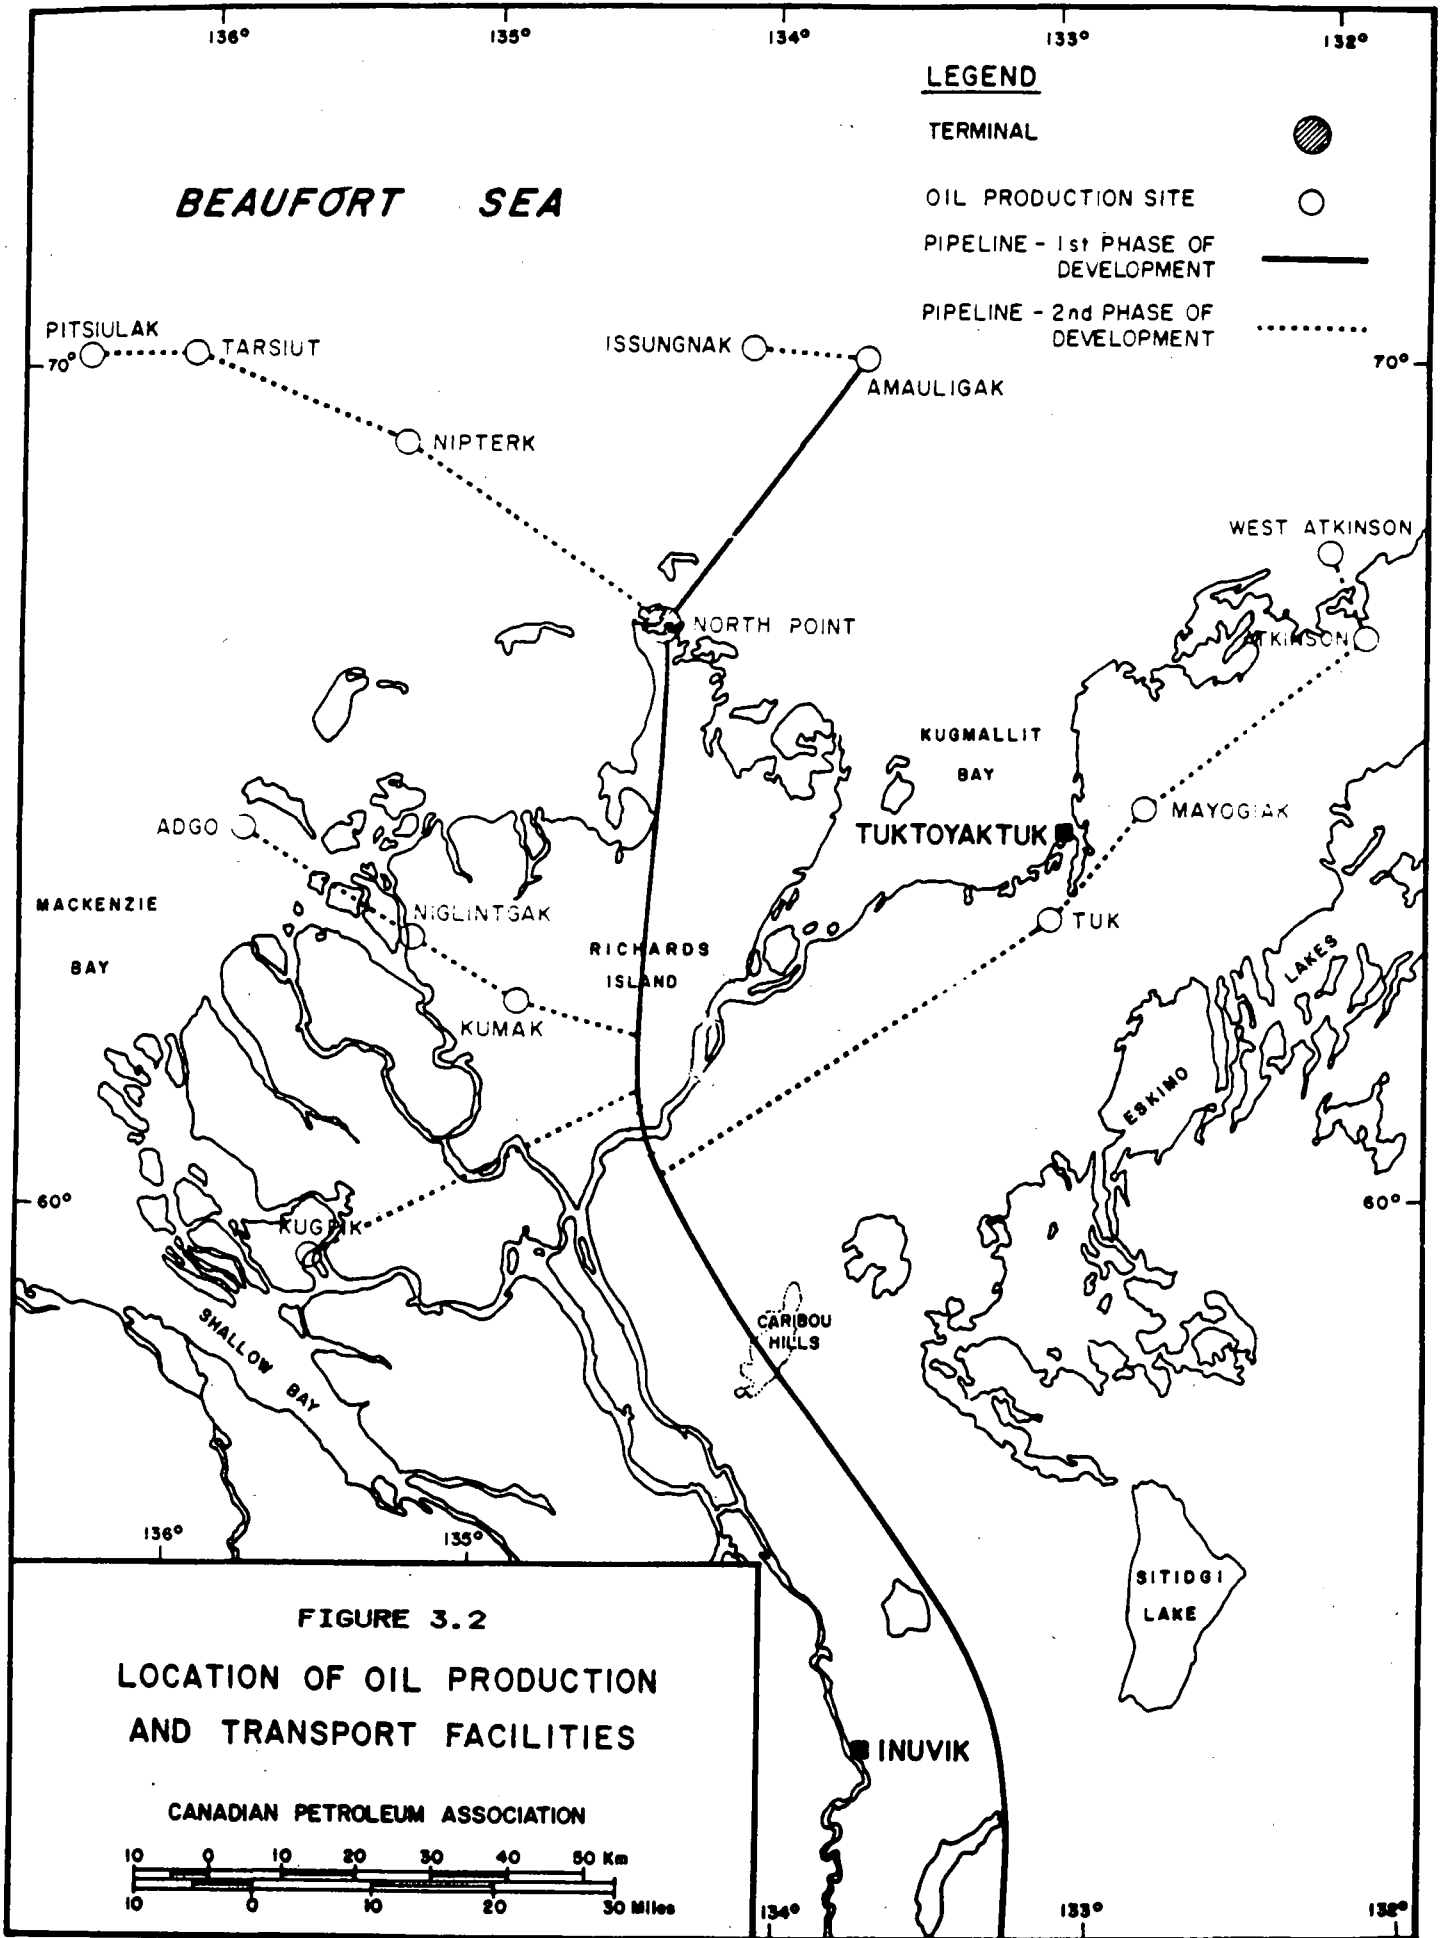 136° 135° 134° 133° 132°
LEGEND
TERMINAL
OIL PRODUCTION SITE
PIPELINE - 1st PHASE OF
DEVELOPMENT
PIPELINE - 2nd PHASE OF
DEVELOPMENT
BEAUFORT SEA
PITSIULAK
TARSIUT
ISSUNGNAK
70° 70°
AMAULIGAK
NIPTERK
WEST ATKINSON
NORTH POINT
ATKINSON
KUGMALLIT
BAY
MAYOGIAK
ADGO
TUKTOYAKTUK
MACKENZIE
BAY
NIGLINTGAK
TUK
RICHARDS
ISLAND
LAKES
KUMAK
ESKIMO
60° 60°
KUGPIK
SHALLOW BAY
CARIBOU
HILLS
136° 135°
SITIDGI
LAKE
FIGURE 3.2
LOCATION OF OIL PRODUCTION
AND TRANSPORT FACILITIES
INUVIK
CANADIAN PETROLEUM ASSOCIATION
10 0 10 20 30 40 50 Km
10 0 10 20 30 Miles
134° 133° 132°